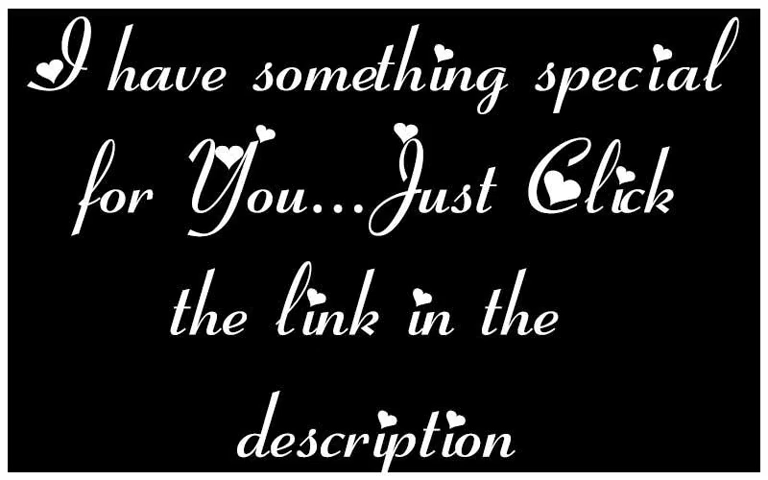 I have something special
for You...Just Click
the link in the
description